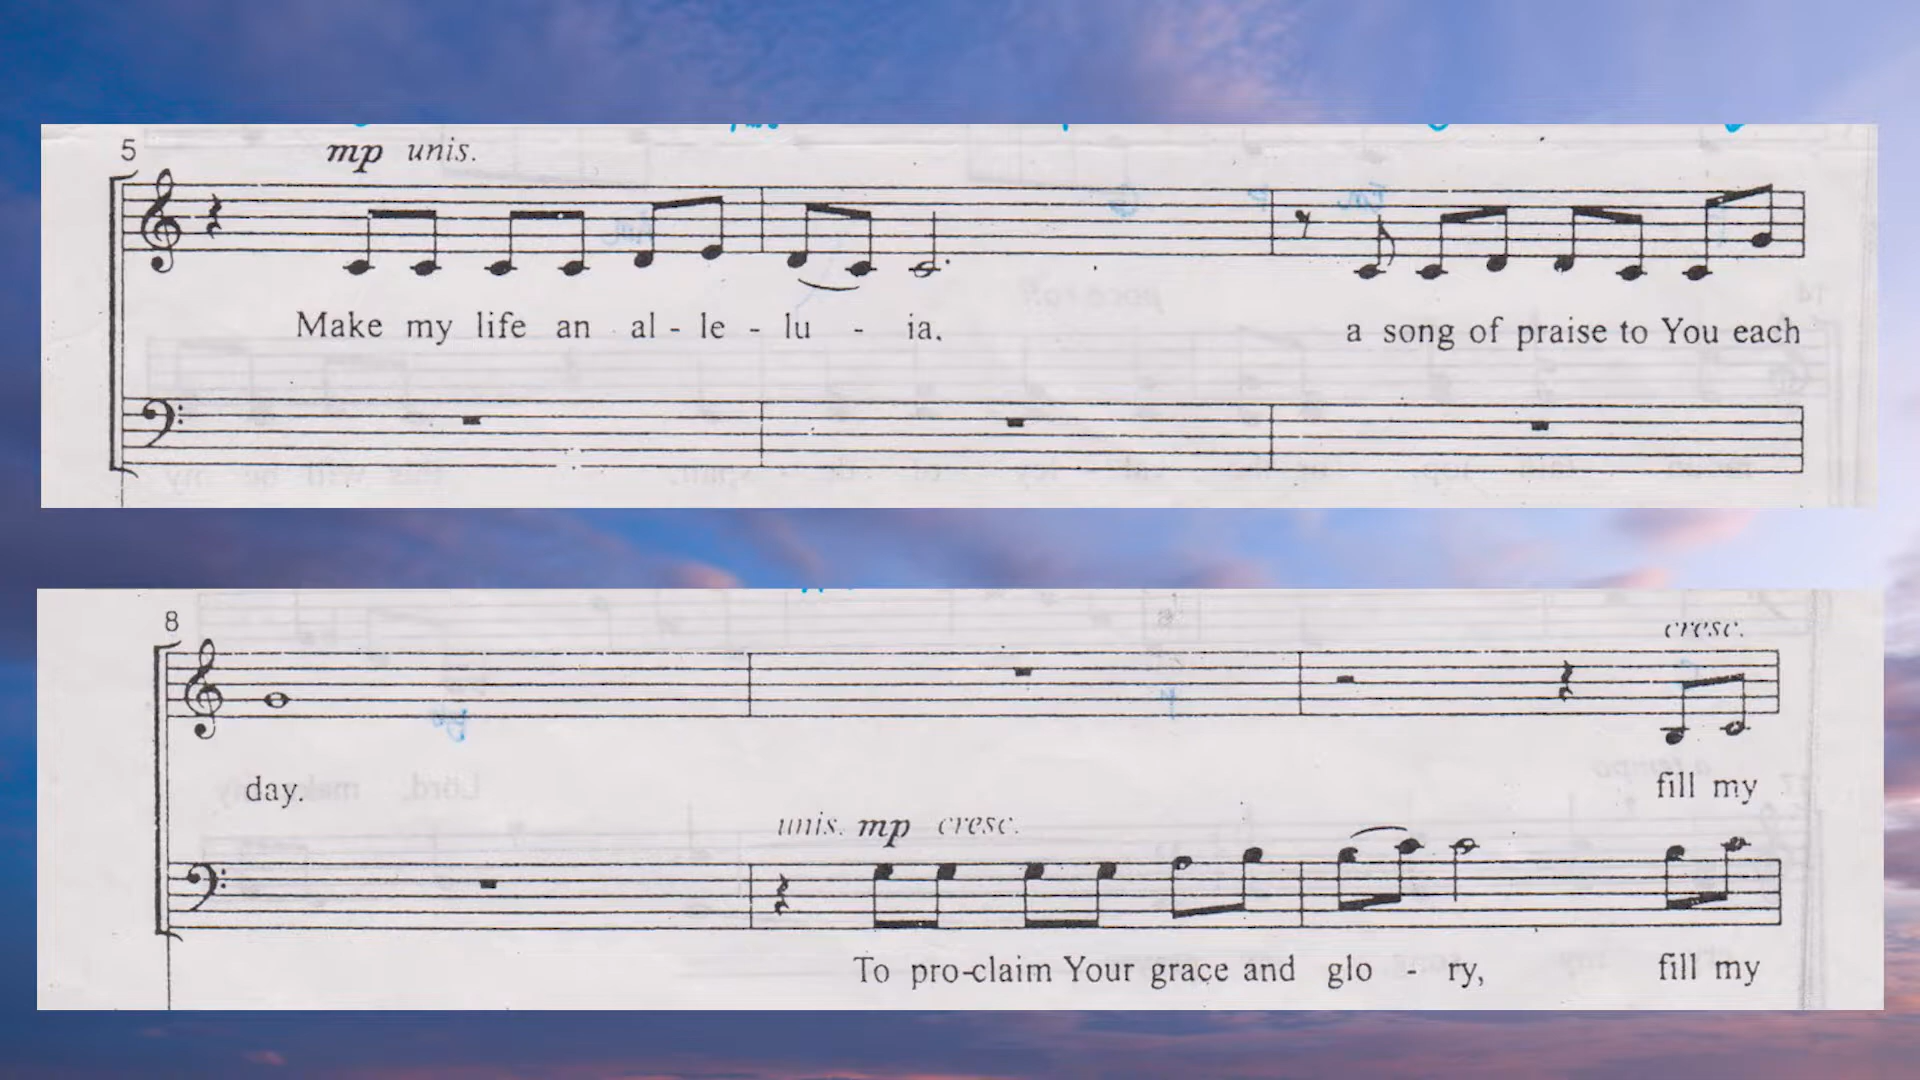 5
mp unis.
Make my life an al - le - lu - ia, a song of praise to You each
8
cresc.
day. fill my
unis. mp cresc.
To pro-claim Your grace and glo - ry, fill my